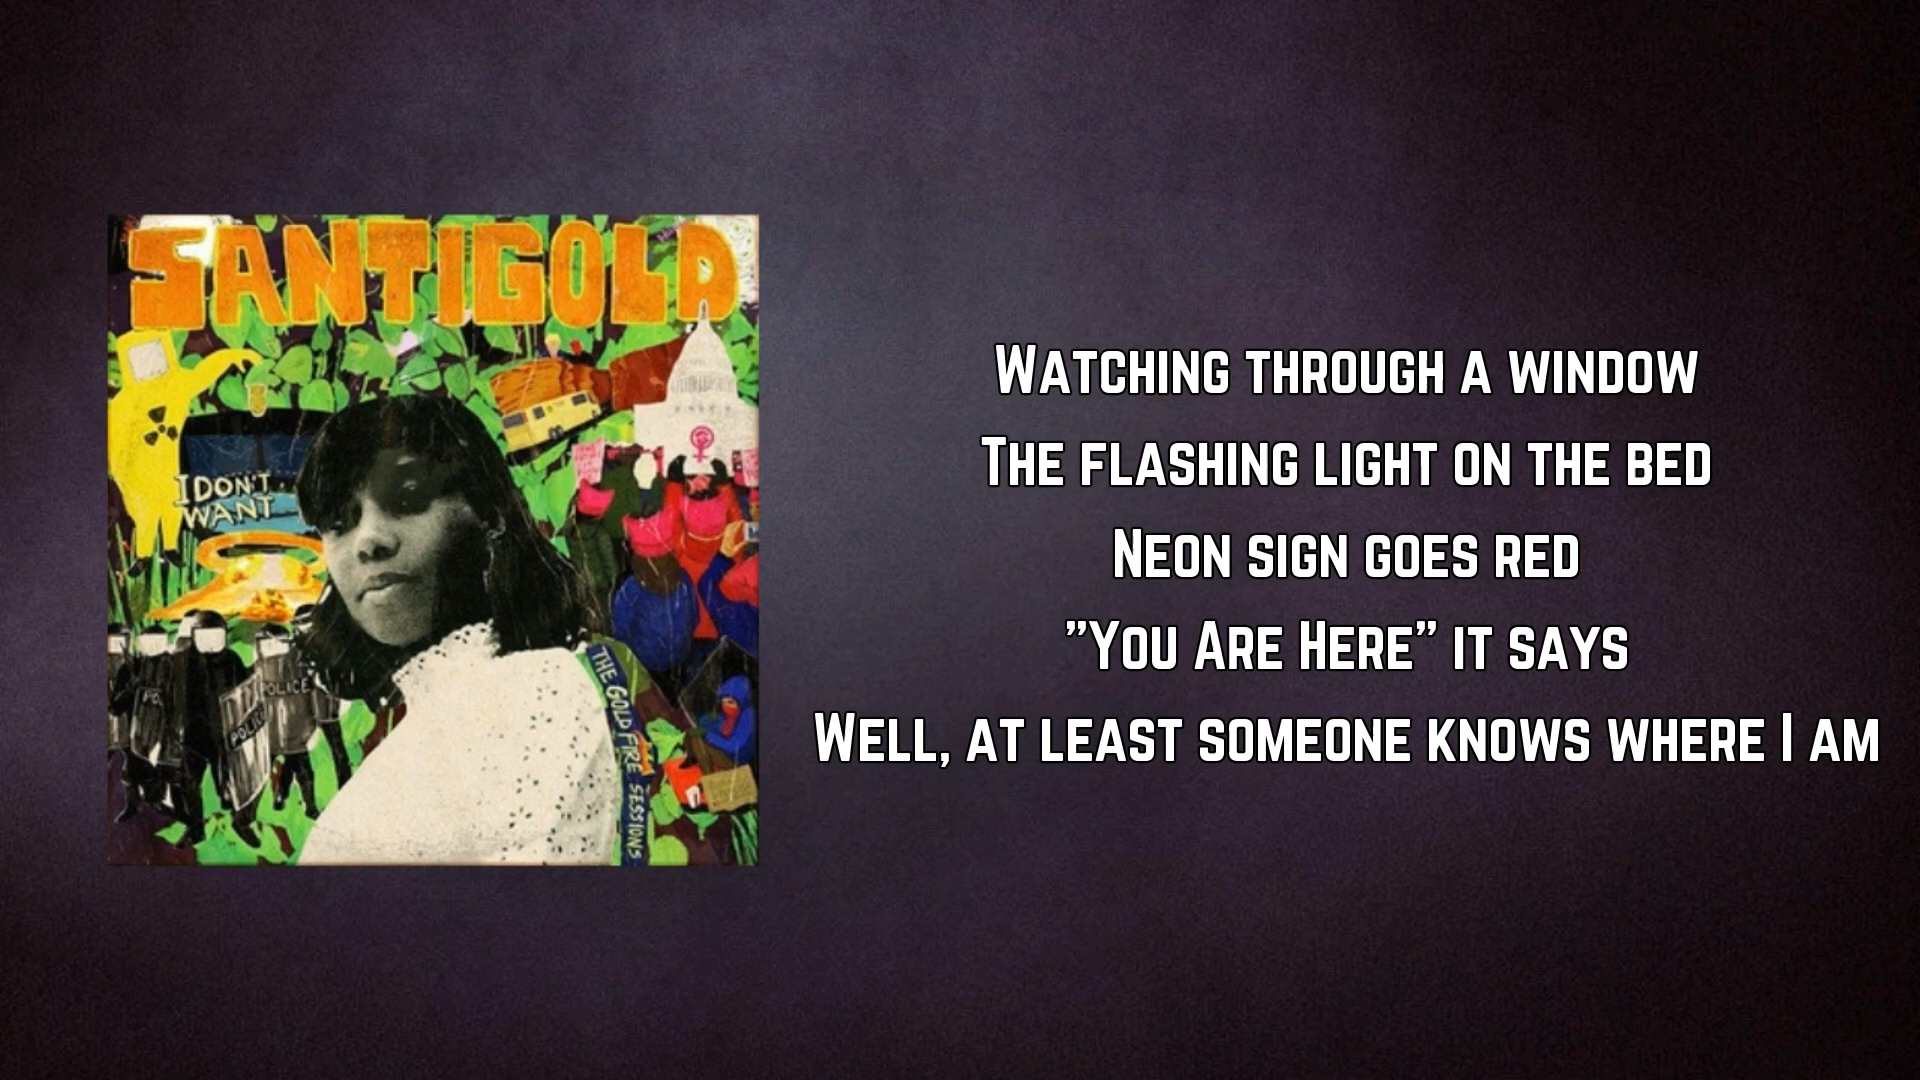 SANTIGOLD
I DON'T
WANT
POLICE
POLICE
THE GOLD FIRE SESSIONS
Watching through a window
The flashing light on the bed
Neon sign goes red
"You Are Here" it says
Well, at least someone knows where I am